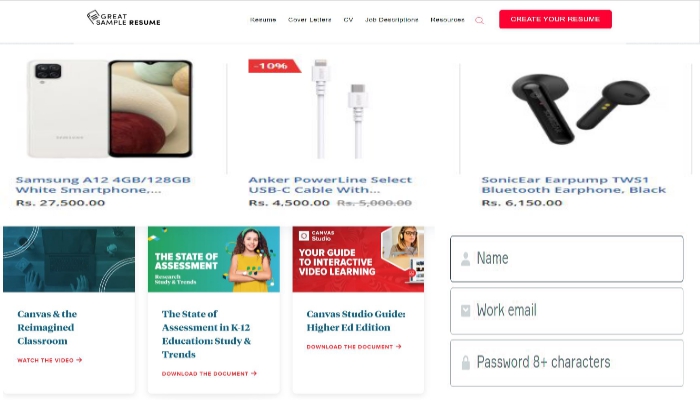 GREAT
SAMPLE RESUME
Resume Cover Letters CV Job Descriptions Resources
CREATE YOUR RESUME
-10%
SAMSUNG
Samsung A12 4GB/128GB
White Smartphone,...
Rs. 27,500.00
Anker PowerLine Select
USB-C Cable With...
Rs. 4,500.00 Rs. 5,000.00
SonicEar Earpump TWS1
Bluetooth Earphone, Black
Rs. 6,150.00
Canvas & the
Reimagined
Classroom
WATCH THE VIDEO
THE STATE OF
ASSESSMENT
Research
Study & Trends
The State of
Assessment in K-12
Education: Study &
Trends
DOWNLOAD THE DOCUMENT
CANVAS
Studio
YOUR GUIDE
TO INTERACTIVE
VIDEO LEARNING
Canvas Studio Guide:
Higher Ed Edition
DOWNLOAD THE DOCUMENT
Name
Work email
Password 8+ characters